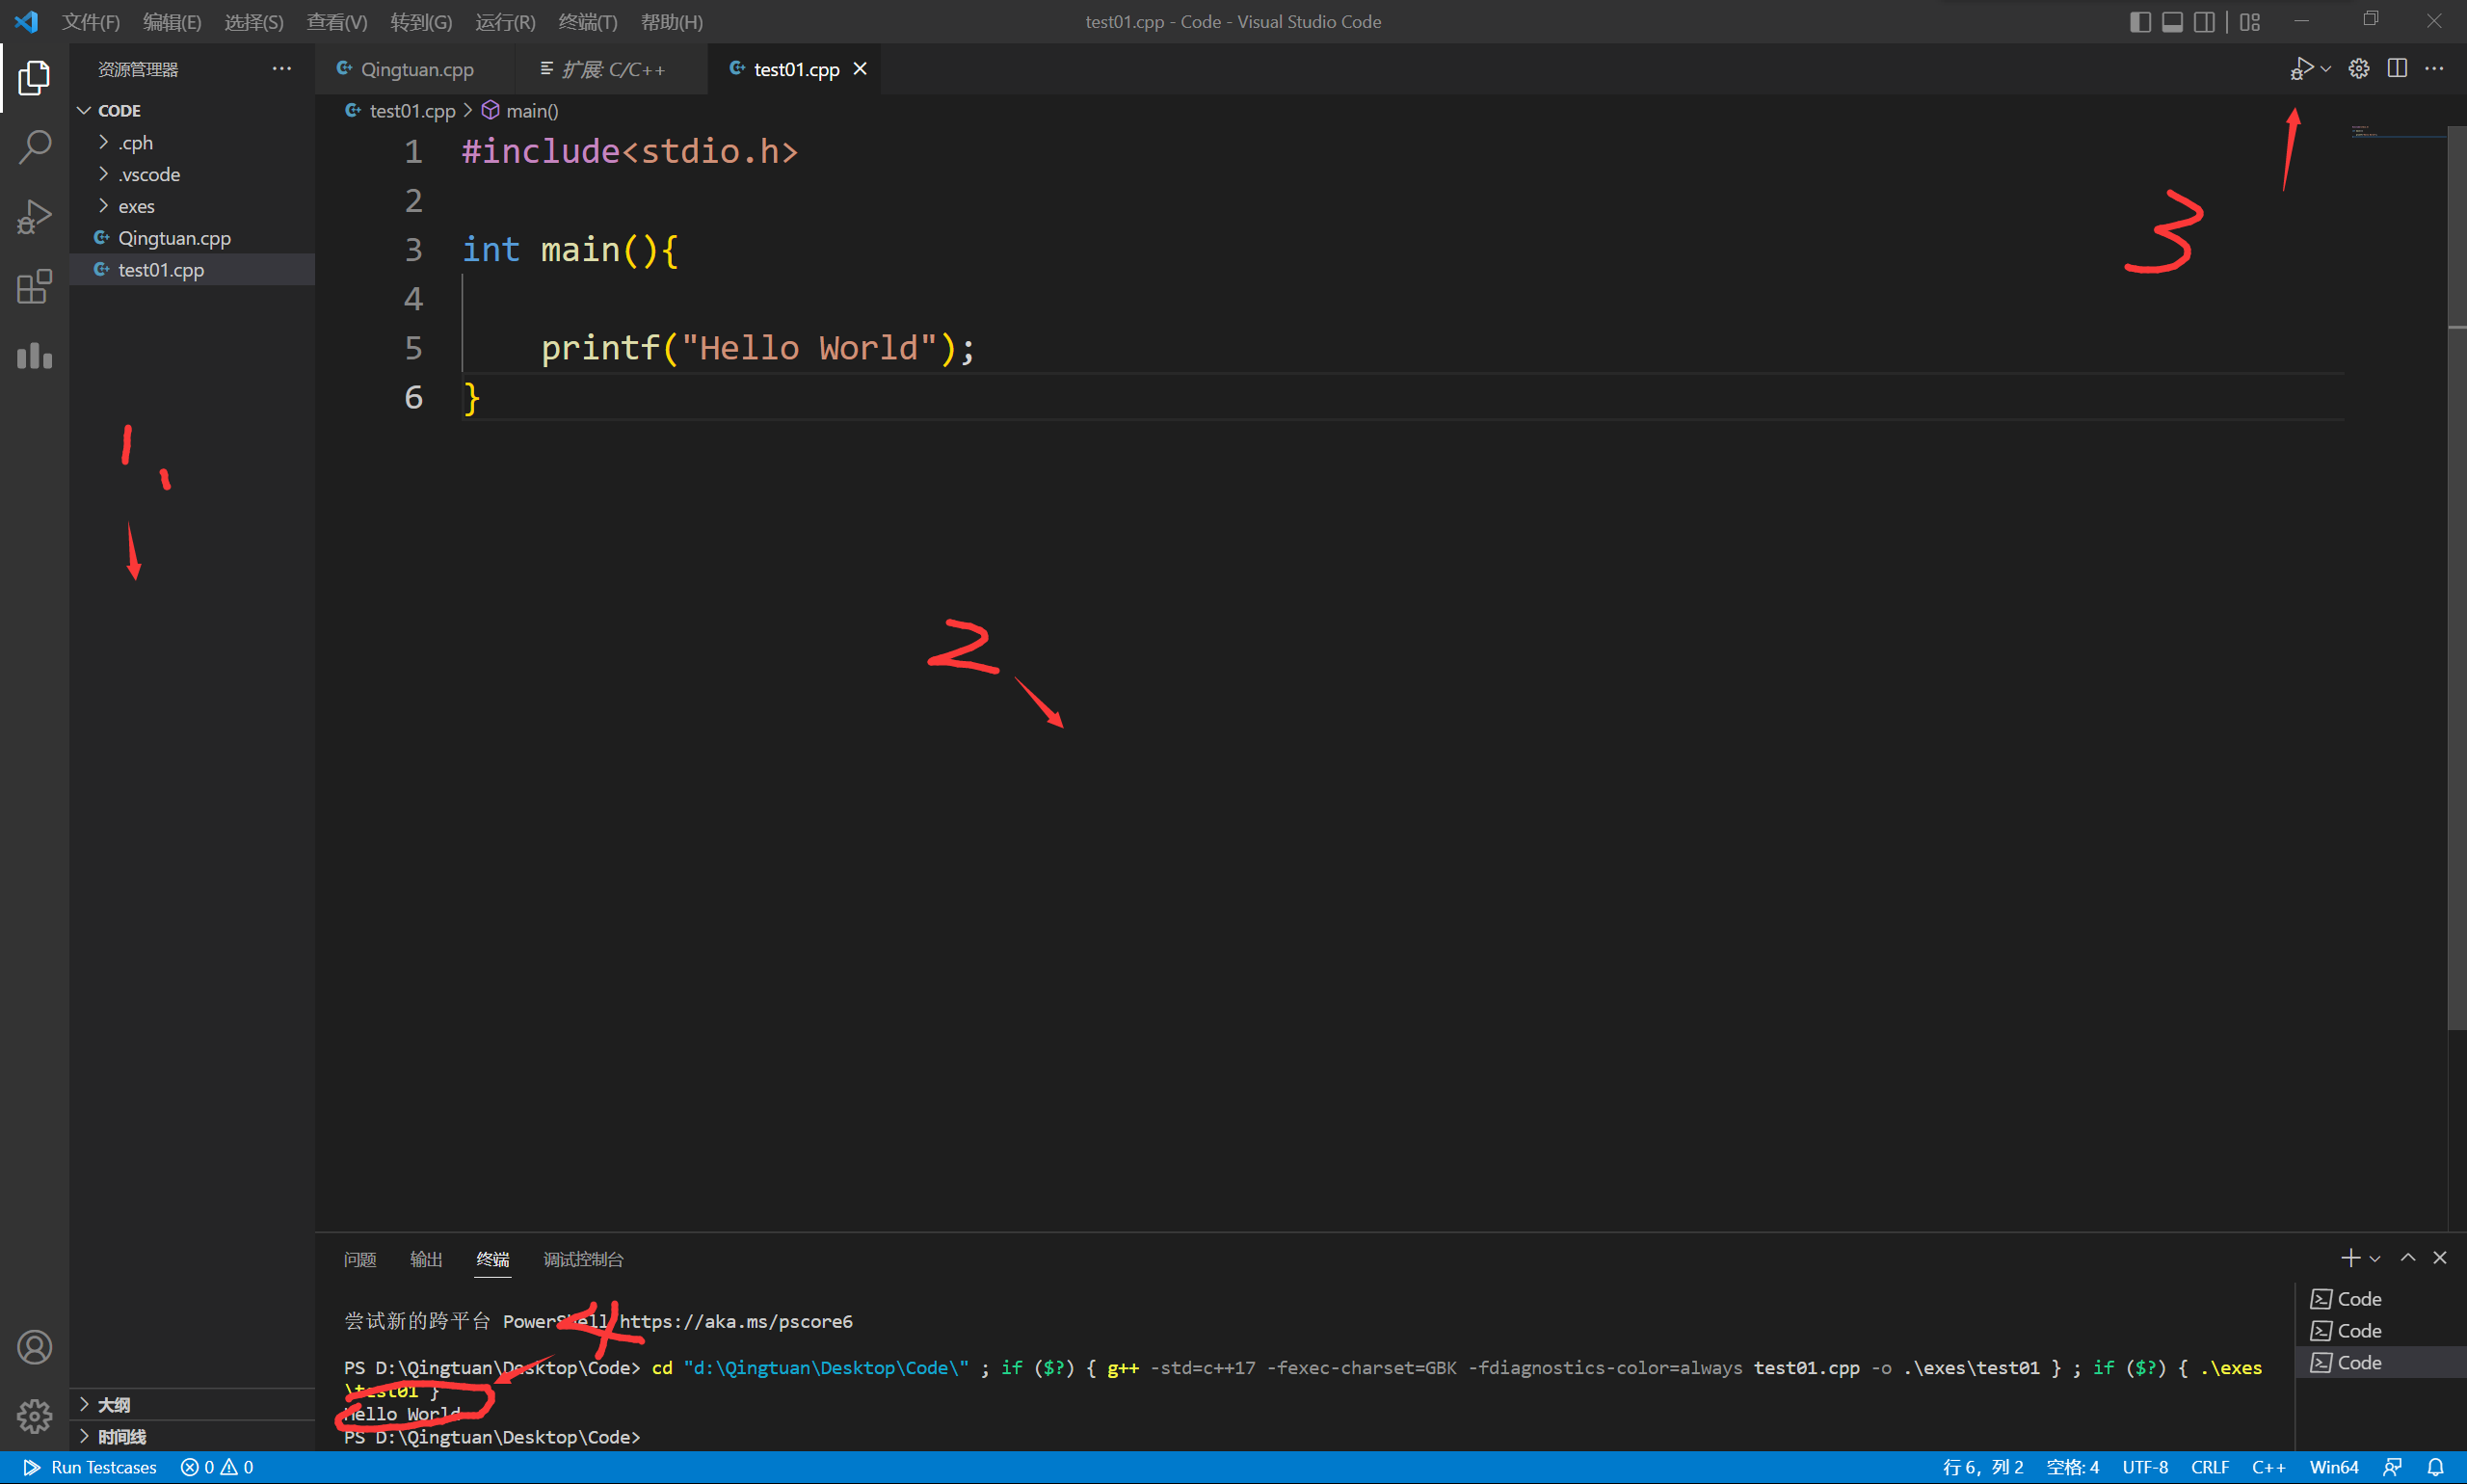 文件(F) 编辑(E) 选择(S) 查看(V) 转到(G) 运行(R) 终端(T) 帮助(H) test01.cpp - Code - Visual Studio Code
资源管理器
CODE
.cph
.vscode
exes
Qingtuan.cpp
test01.cpp
大纲
时间线
Qingtuan.cpp 扩展: C/C++ test01.cpp
test01.cpp > main()
1 #include<stdio.h>
2
3 int main(){
4
5 printf("Hello World");
6 }
1、
2
3
问题 输出 终端 调试控制台
尝试新的跨平台 PowerShell https://aka.ms/pscore6
4
PS D:\Qingtuan\Desktop\Code> cd "d:\Qingtuan\Desktop\Code\" ; if ($?) { g++ -std=c++17 -fexec-charset=GBK -fdiagnostics-color=always test01.cpp -o .\exes\test01 } ; if ($?) { .\exes
\test01 }
Hello World
PS D:\Qingtuan\Desktop\Code>
Code
Code
Code
Run Testcases 0 0 行 6，列 2 空格: 4 UTF-8 CRLF C++ Win64